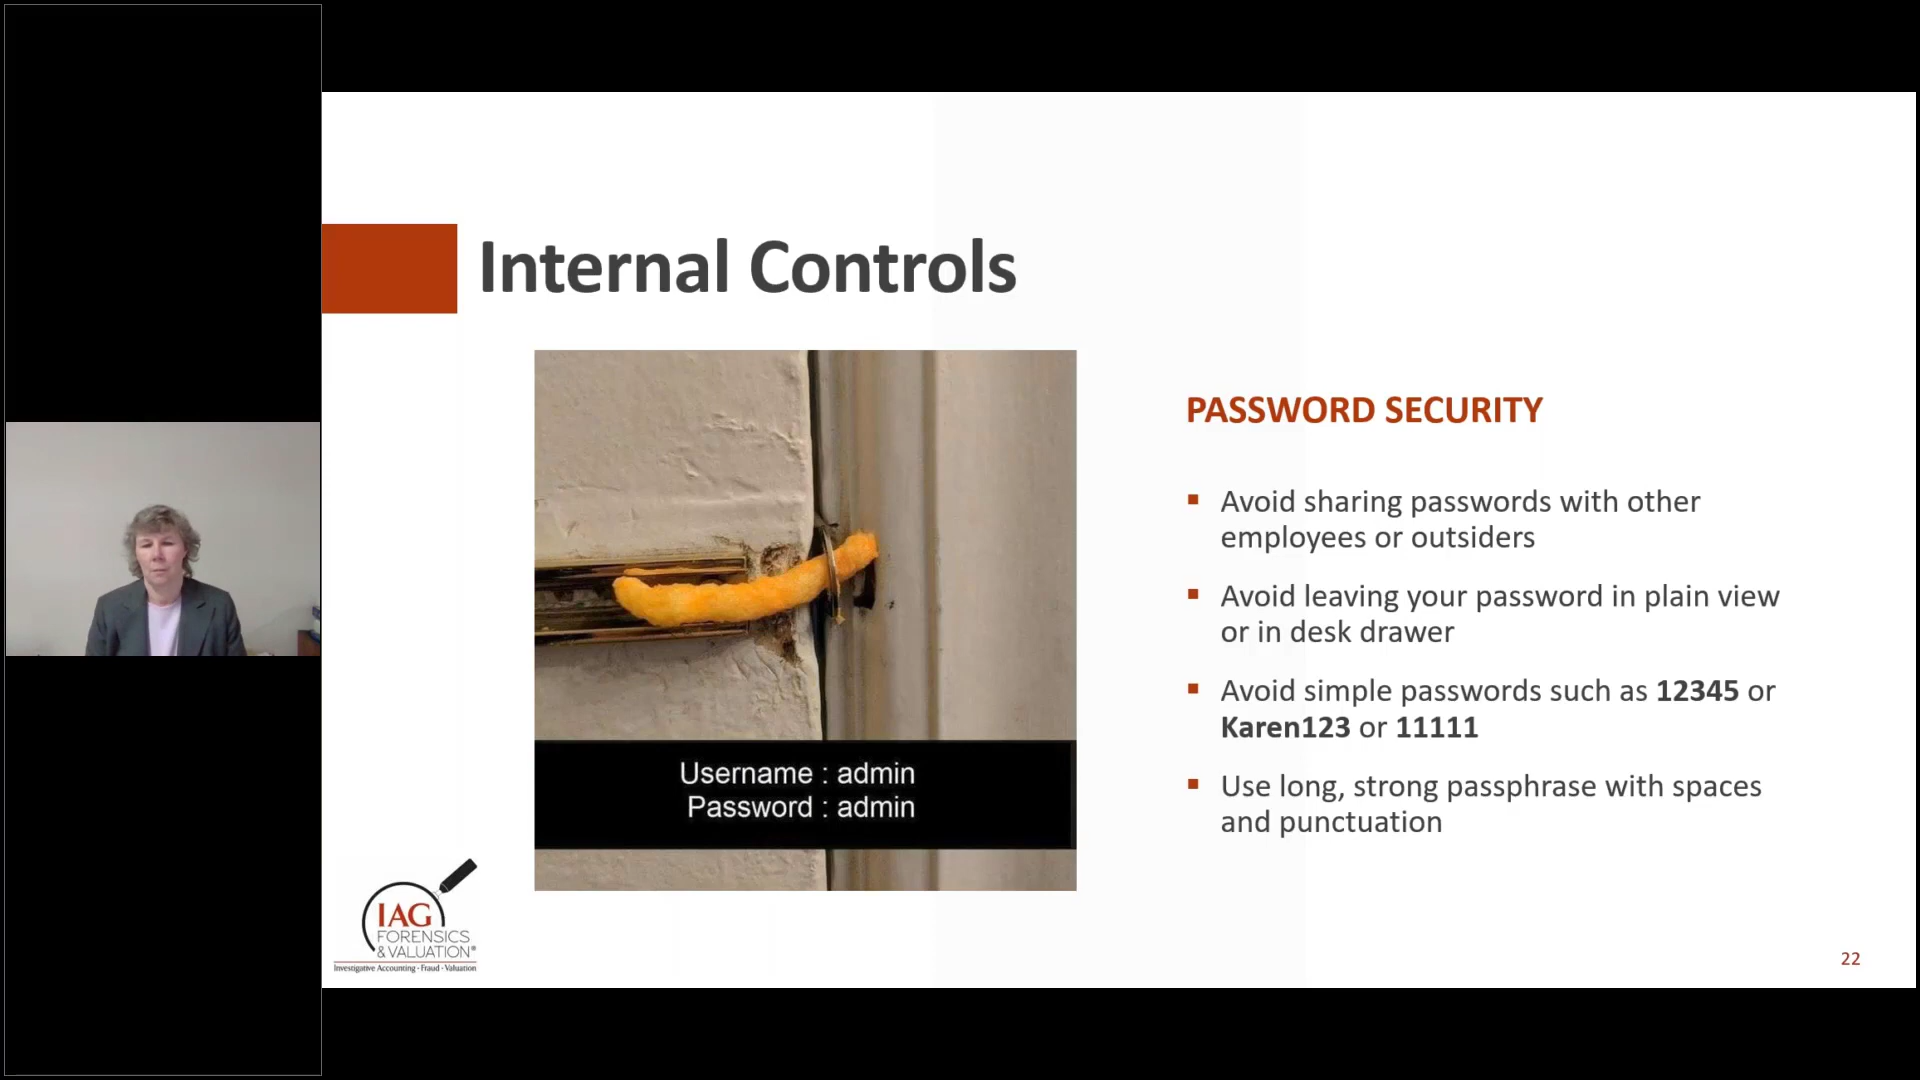 Internal Controls
Username : admin
Password : admin
PASSWORD SECURITY
Avoid sharing passwords with other
employees or outsiders
Avoid leaving your password in plain view
or in desk drawer
Avoid simple passwords such as 12345 or
Karen123 or 11111
Use long, strong passphrase with spaces
and punctuation
IAG
FORENSICS
& VALUATION®
Investigative Accounting - Fraud - Valuation
22